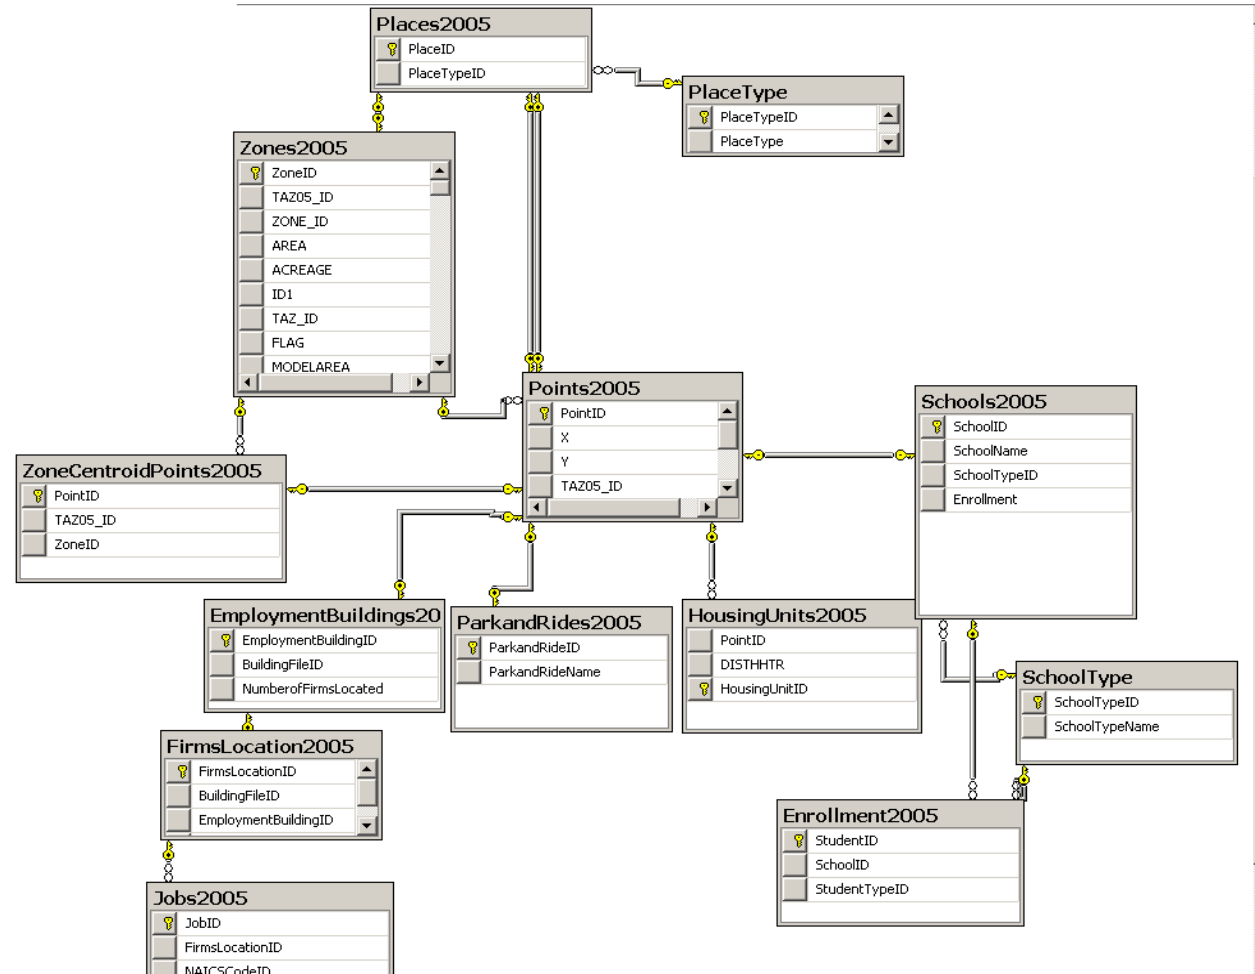 Places2005
PlaceID
PlaceTypeID
PlaceType
PlaceTypeID
PlaceType
Zones2005
ZoneID
TAZ05_ID
ZONE_ID
AREA
ACREAGE
ID1
TAZ_ID
FLAG
MODELAREA
Points2005
PointID
X
Y
TAZ05_ID
Schools2005
SchoolID
SchoolName
SchoolTypeID
Enrollment
ZoneCentroidPoints2005
PointID
TAZ05_ID
ZoneID
EmploymentBuildings20
EmploymentBuildingID
BuildingFileID
NumberofFirmsLocated
ParkandRides2005
ParkandRideID
ParkandRideName
HousingUnits2005
PointID
DISTHHTR
HousingUnitID
SchoolType
SchoolTypeID
SchoolTypeName
FirmsLocation2005
FirmsLocationID
BuildingFileID
EmploymentBuildingID
Enrollment2005
StudentID
SchoolID
StudentTypeID
Jobs2005
JobID
FirmsLocationID
NAICSCodeID